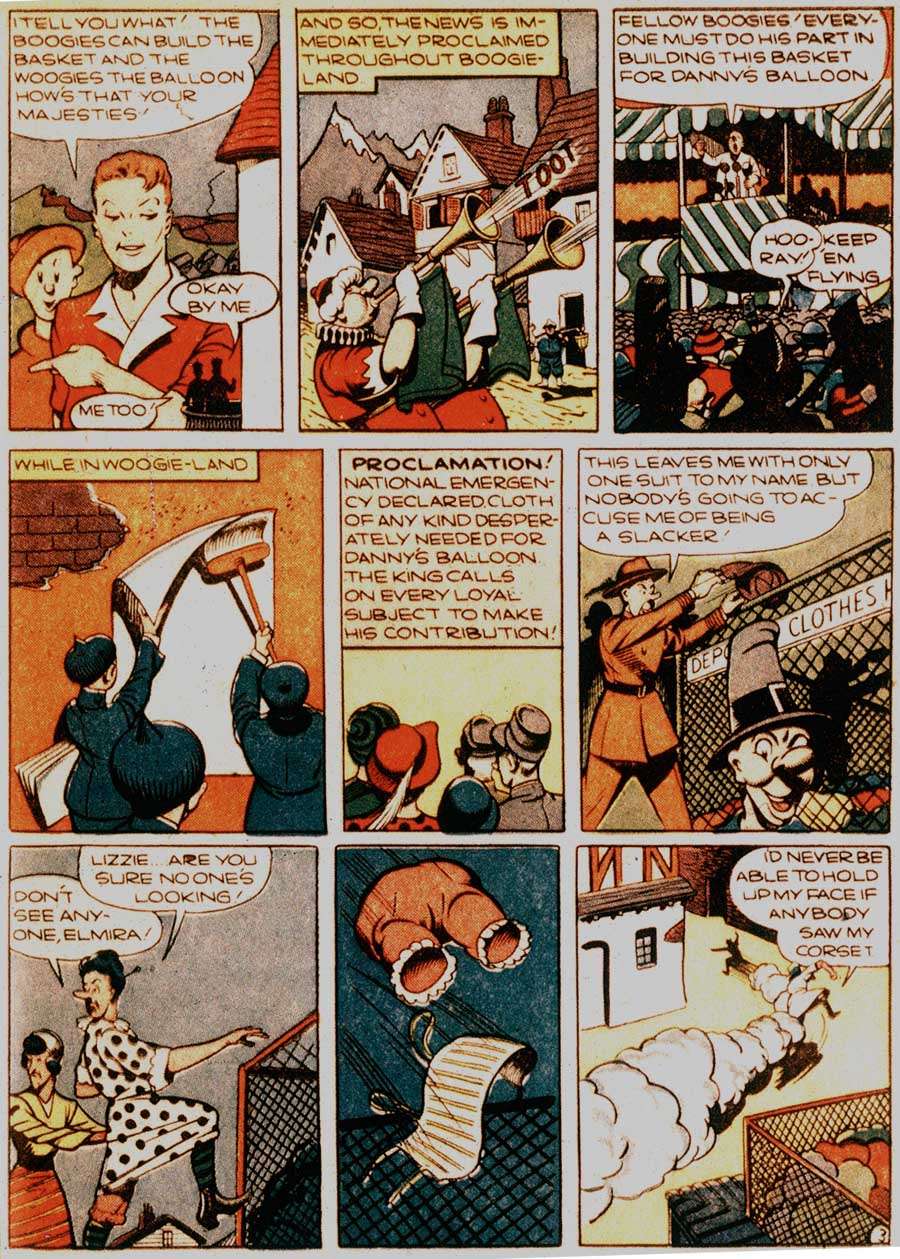 I TELL YOU WHAT! THE
BOOGIES CAN BUILD THE
BASKET AND THE
WOOGIES THE BALLOON
HOW'S THAT YOUR
MAJESTIES!
OKAY
BY ME.
ME TOO!
AND SO, THE NEWS IS IM-
MEDIATELY PROCLAIMED
THROUGHOUT BOOGIE-
LAND.
TOOT
FELLOW BOOGIES! EVERY-
ONE MUST DO HIS PART IN
BUILDING THIS BASKET
FOR DANNY'S BALLOON.
HOO-
RAY!
KEEP
'EM
FLYING
WHILE IN WOOGIE-LAND
PROCLAMATION!
NATIONAL EMERGEN-
CY DECLARED. CLOTH
OF ANY KIND DESPER-
ATELY NEEDED FOR
DANNY'S BALLOON
THE KING CALLS
ON EVERY LOYAL
SUBJECT TO MAKE
HIS CONTRIBUTION!
THIS LEAVES ME WITH ONLY
ONE SUIT TO MY NAME BUT
NOBODY'S GOING TO AC-
CUSE ME OF BEING
A SLACKER!
DEPO
CLOTHES H
LIZZIE... ARE YOU
SURE NO ONE'S
LOOKING!
DON'T
SEE ANY-
ONE, ELMIRA!
I'D NEVER BE
ABLE TO HOLD
UP MY FACE IF
ANYBODY
SAW MY
CORSET
3